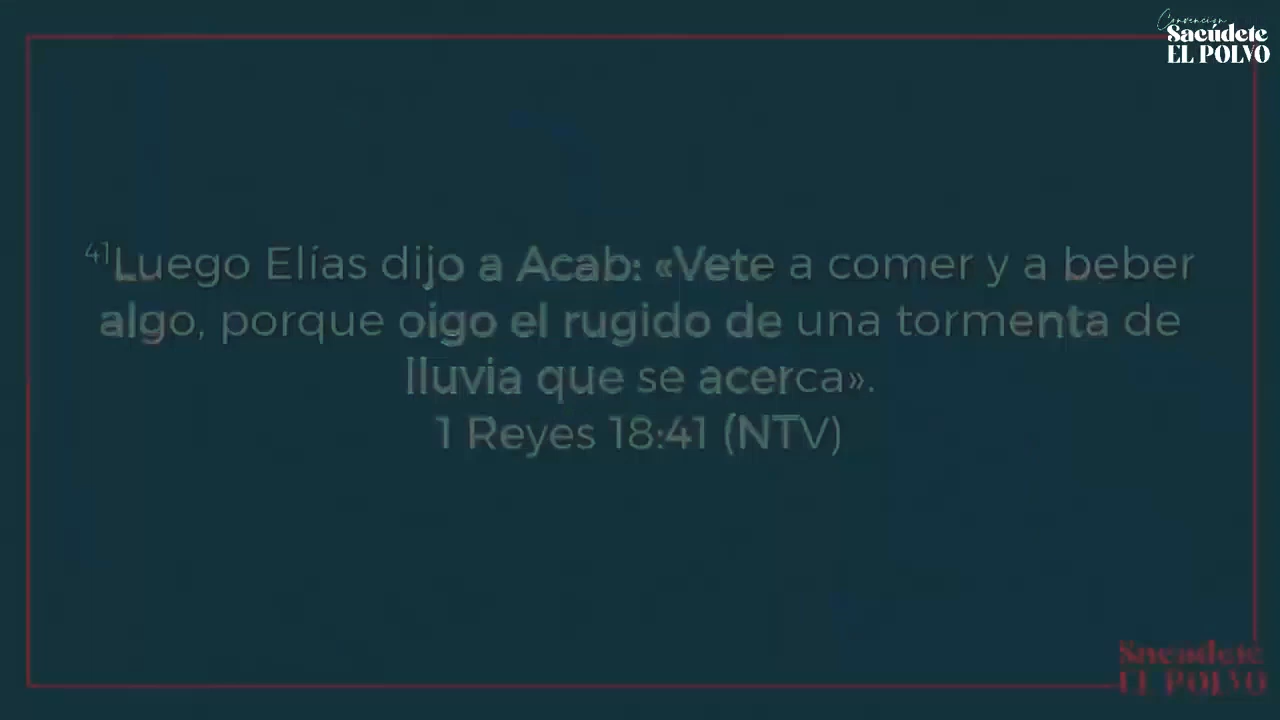 Convencion
Sacúdete
EL POLVO
⁴¹Luego Elías dijo a Acab: «Vete a comer y a beber
algo, porque oigo el rugido de una tormenta de
lluvia que se acerca».
1 Reyes 18:41 (NTV)
Sacúdete
EL POLVO